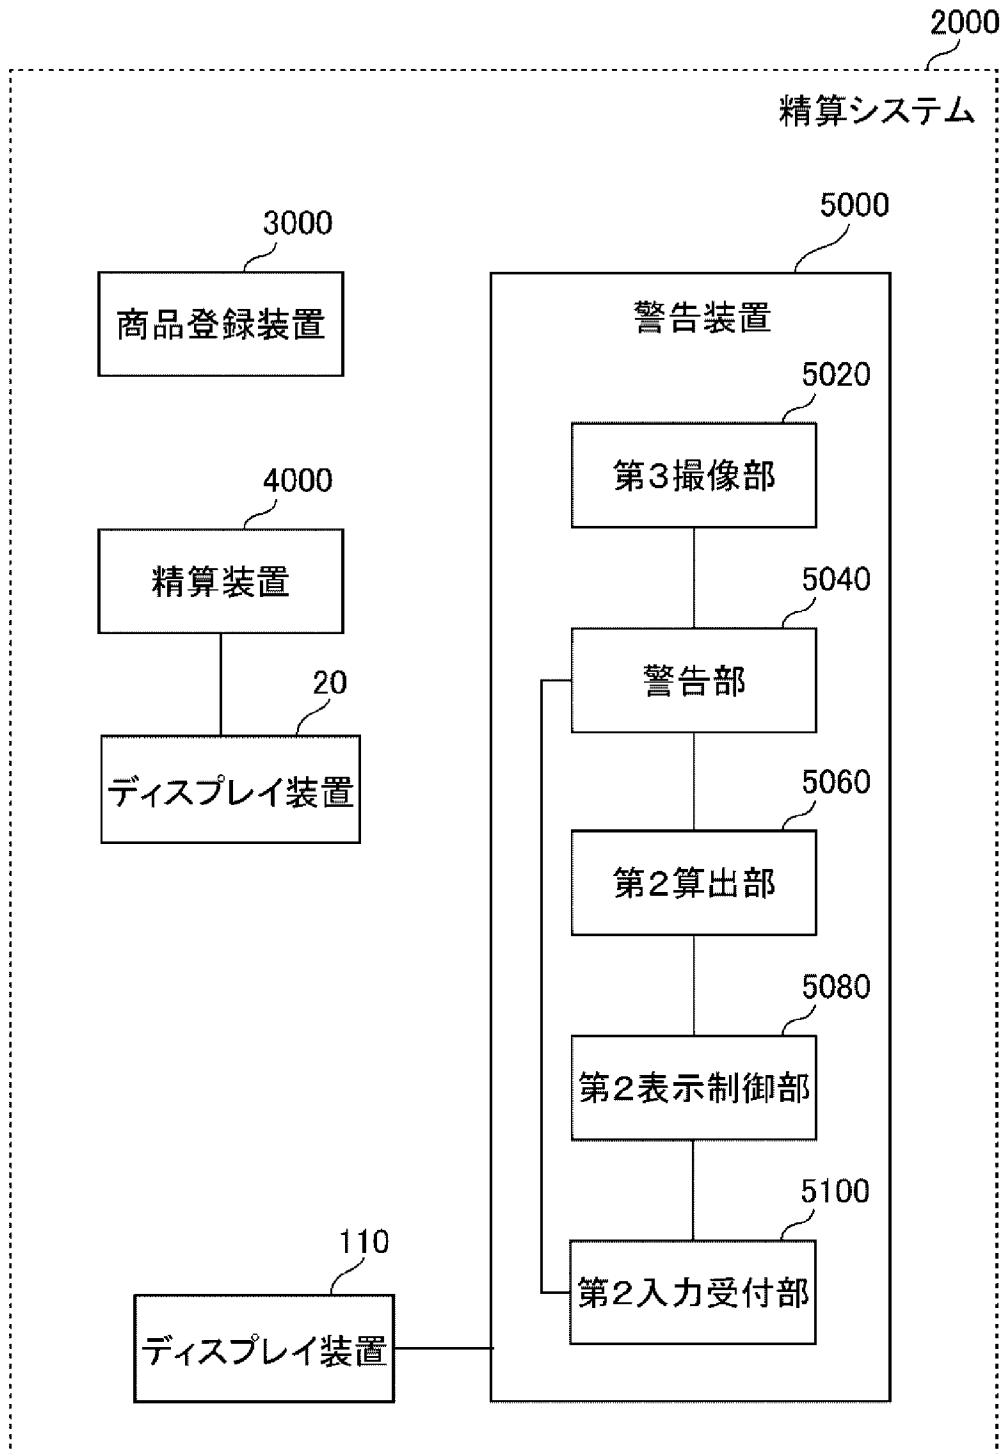 2000
精算システム
3000
商品登録装置
4000
精算装置
20
ディスプレイ装置
5000
警告装置
5020
第3撮像部
5040
警告部
5060
第2算出部
5080
第2表示制御部
5100
第2入力受付部
110
ディスプレイ装置